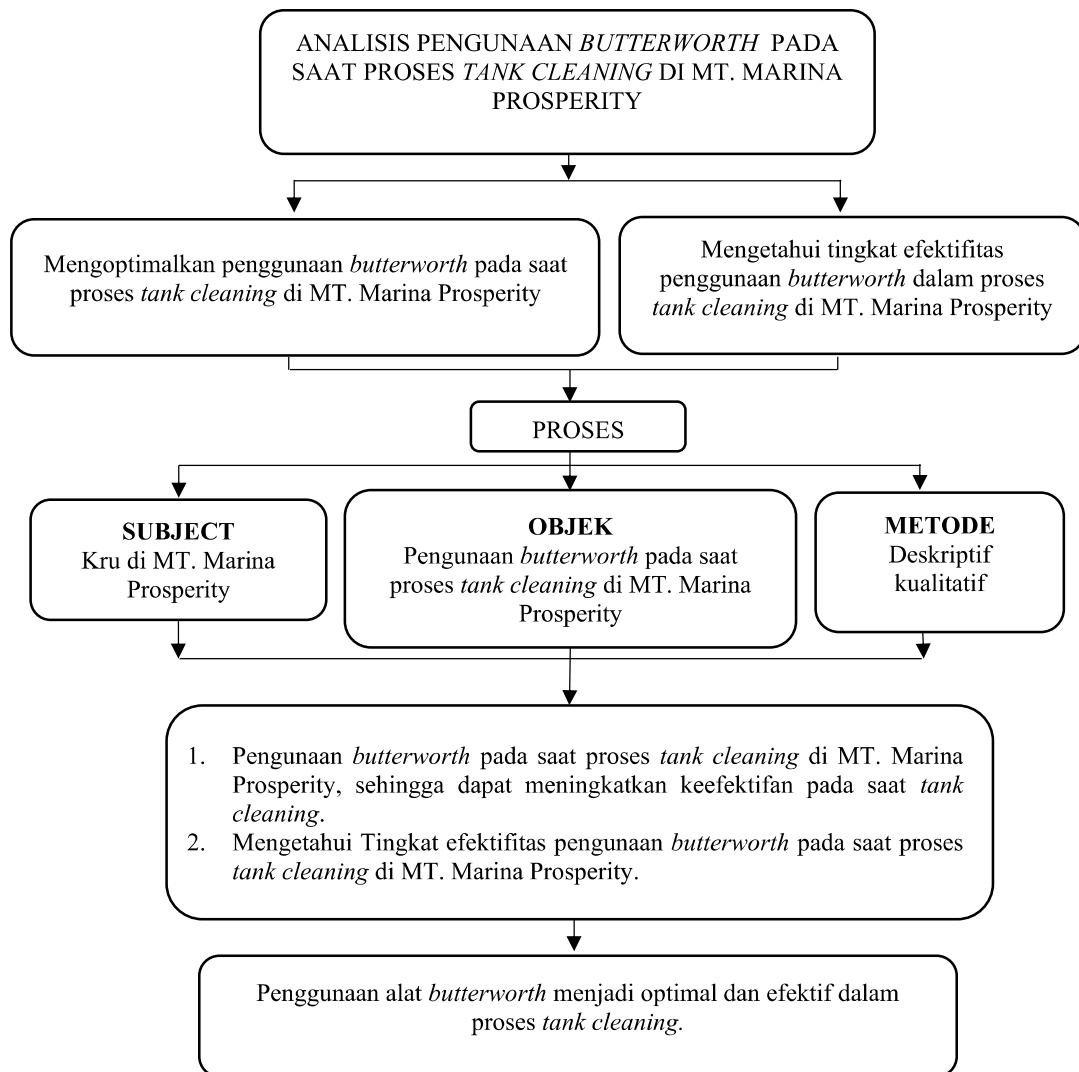 ANALISIS PENGUNAAN BUTTERWORTH PADA
SAAT PROSES TANK CLEANING DI MT. MARINA
PROSPERITY
Mengoptimalkan penggunaan butterworth pada saat
proses tank cleaning di MT. Marina Prosperity
Mengetahui tingkat efektifitas
penggunaan butterworth dalam proses
tank cleaning di MT. Marina Prosperity
PROSES
SUBJECT
Kru di MT. Marina
Prosperity
OBJEK
Pengunaan butterworth pada saat
proses tank cleaning di MT. Marina
Prosperity
METODE
Deskriptif
kualitatif
1. Pengunaan butterworth pada saat proses tank cleaning di MT. Marina
Prosperity, sehingga dapat meningkatkan keefektifan pada saat tank
cleaning.
2. Mengetahui Tingkat efektifitas pengunaan butterworth pada saat proses
tank cleaning di MT. Marina Prosperity.
Penggunaan alat butterworth menjadi optimal dan efektif dalam
proses tank cleaning.